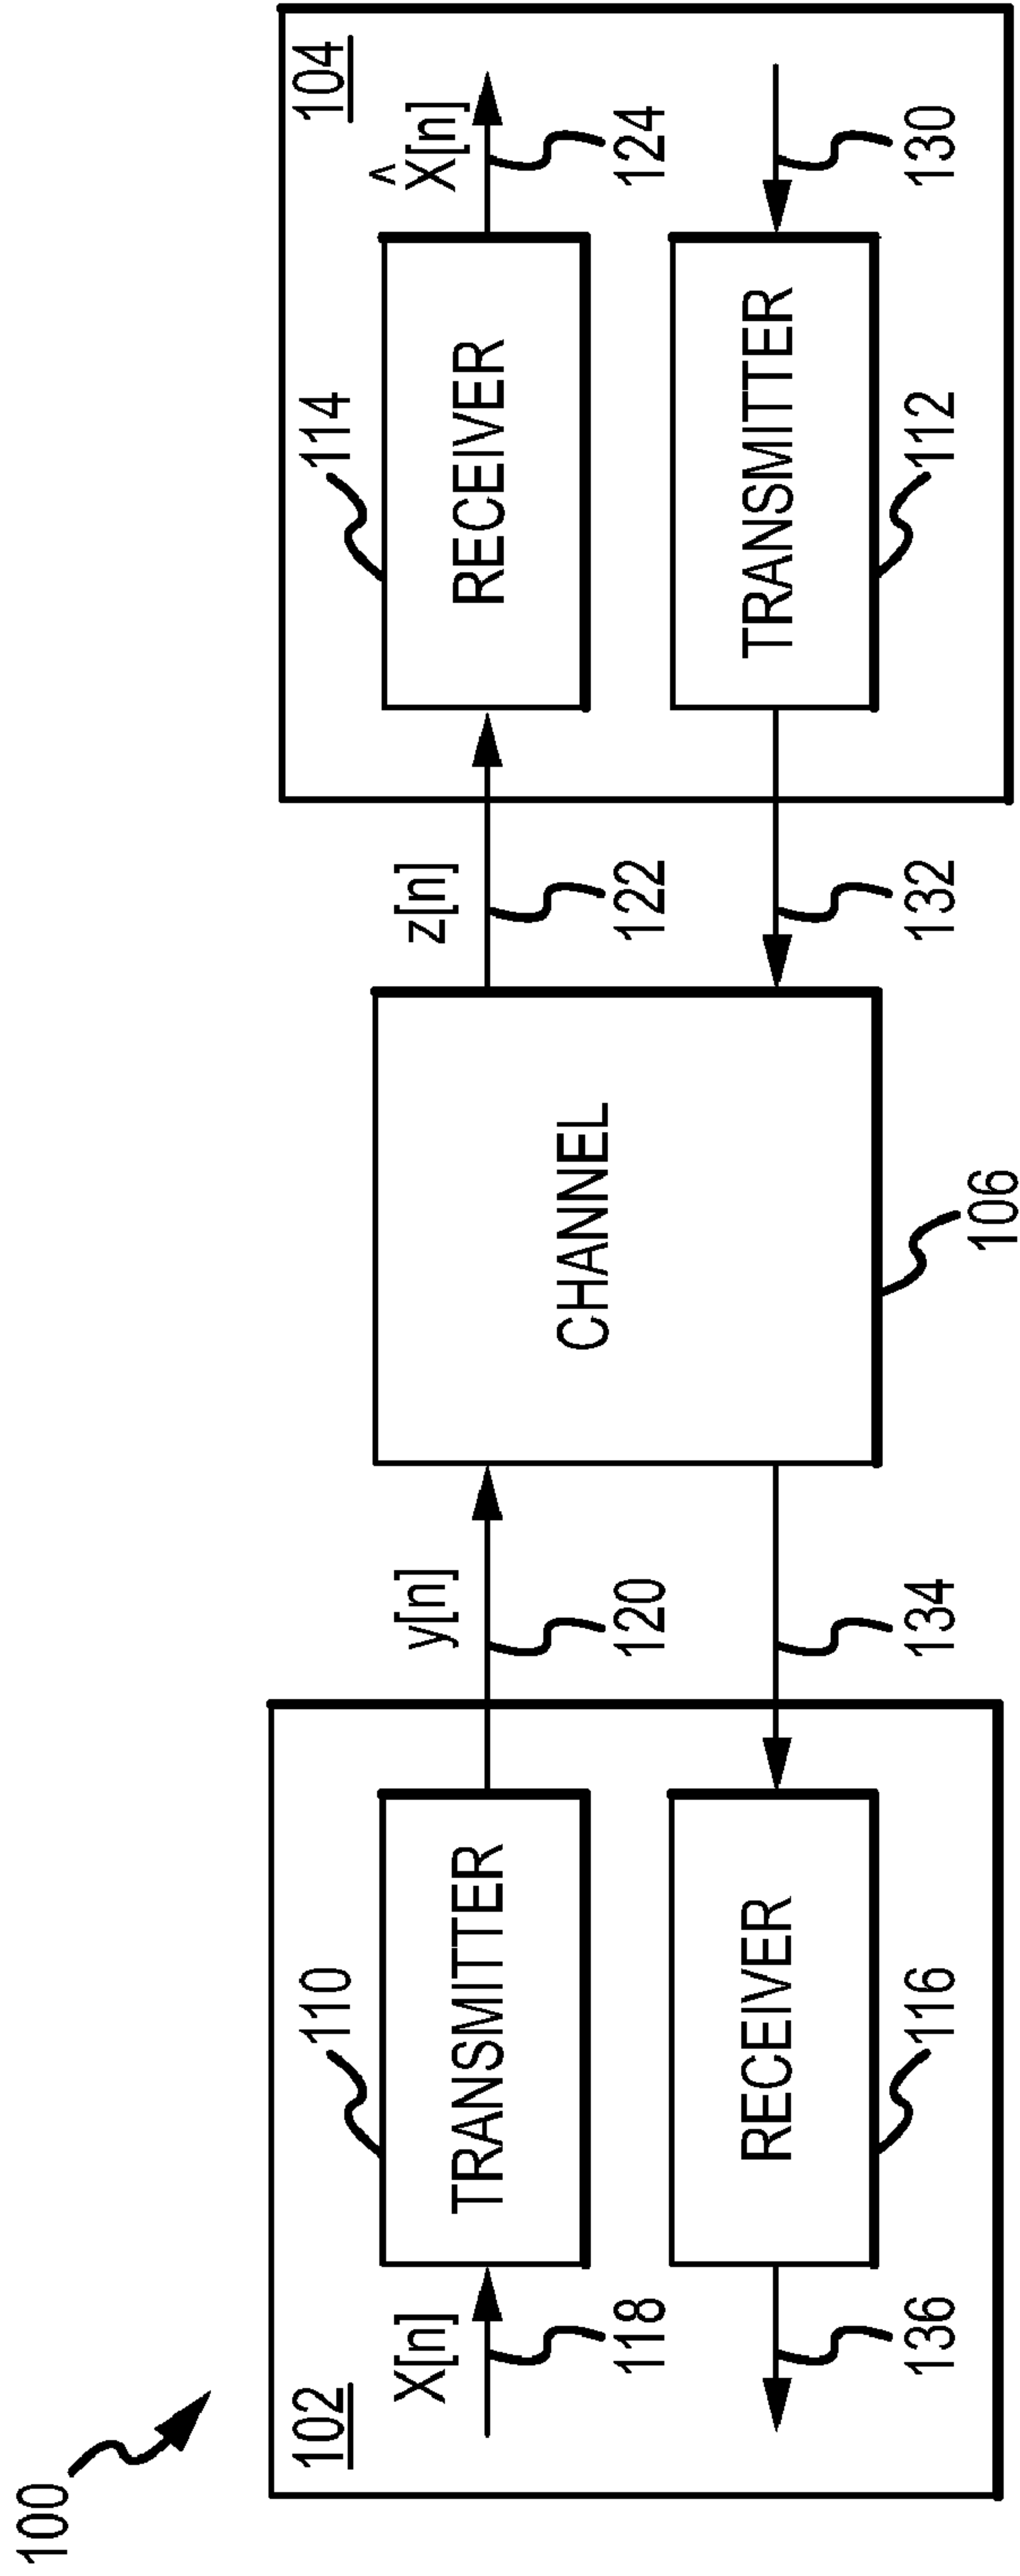 100
102
X[n]
118
110
TRANSMITTER
y[n]
120
CHANNEL
106
z[n]
122
114
RECEIVER
X̂[n]
124
104
130
TRANSMITTER
112
132
134
RECEIVER
116
136